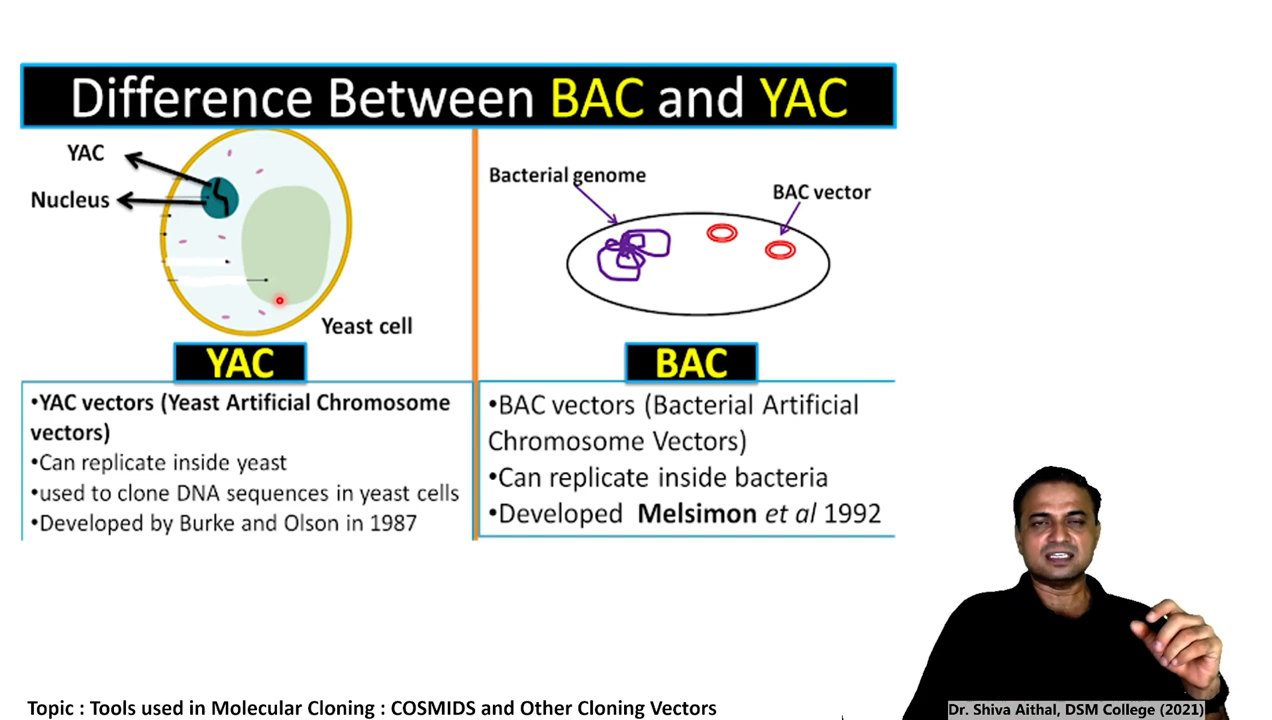 Difference Between BAC and YAC
YAC
Nucleus
Yeast cell
Bacterial genome
BAC vector
YAC
•YAC vectors (Yeast Artificial Chromosome
vectors)
•Can replicate inside yeast
•used to clone DNA sequences in yeast cells
•Developed by Burke and Olson in 1987
BAC
•BAC vectors (Bacterial Artificial
Chromosome Vectors)
•Can replicate inside bacteria
•Developed Melsimon et al 1992
Topic : Tools used in Molecular Cloning : COSMIDS and Other Cloning Vectors
Dr. Shiva Aithal, DSM College (2021)